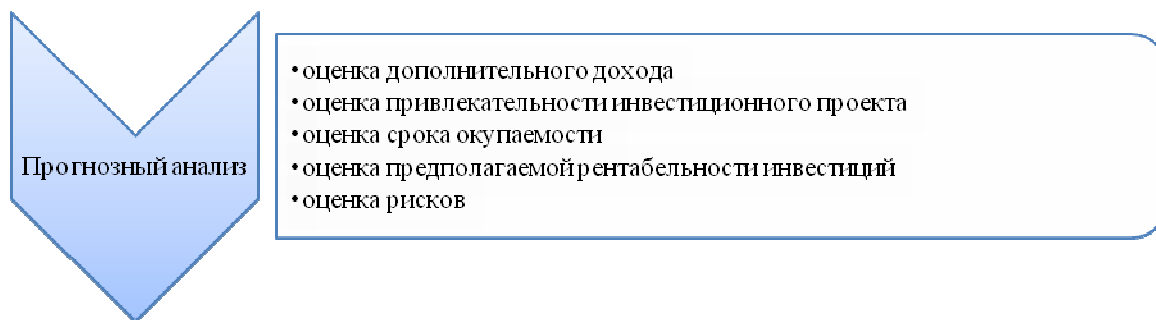 Прогнозный анализ
•оценка дополнительного дохода
•оценка привлекательности инвестиционного проекта
•оценка срока окупаемости
•оценка предполагаемой рентабельности инвестиций
•оценка рисков